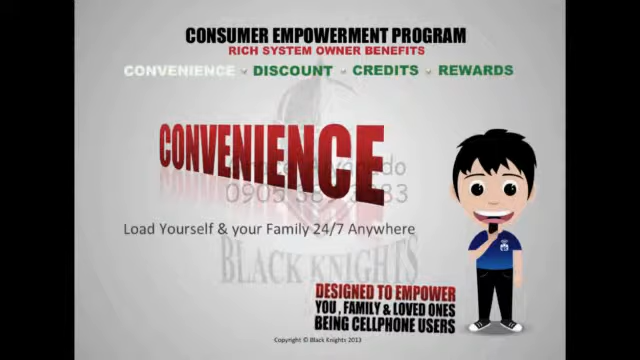 CONSUMER EMPOWERMENT PROGRAM
RICH SYSTEM OWNER BENEFITS
CONVENIENCE - DISCOUNT - CREDITS - REWARDS
CONVENIENCE
Load Yourself & your Family 24/7 Anywhere
BLACK KNIGHTS
DESIGNED TO EMPOWER
YOU, FAMILY & LOVED ONES
BEING CELLPHONE USERS
Copyright © Black Knights 2013